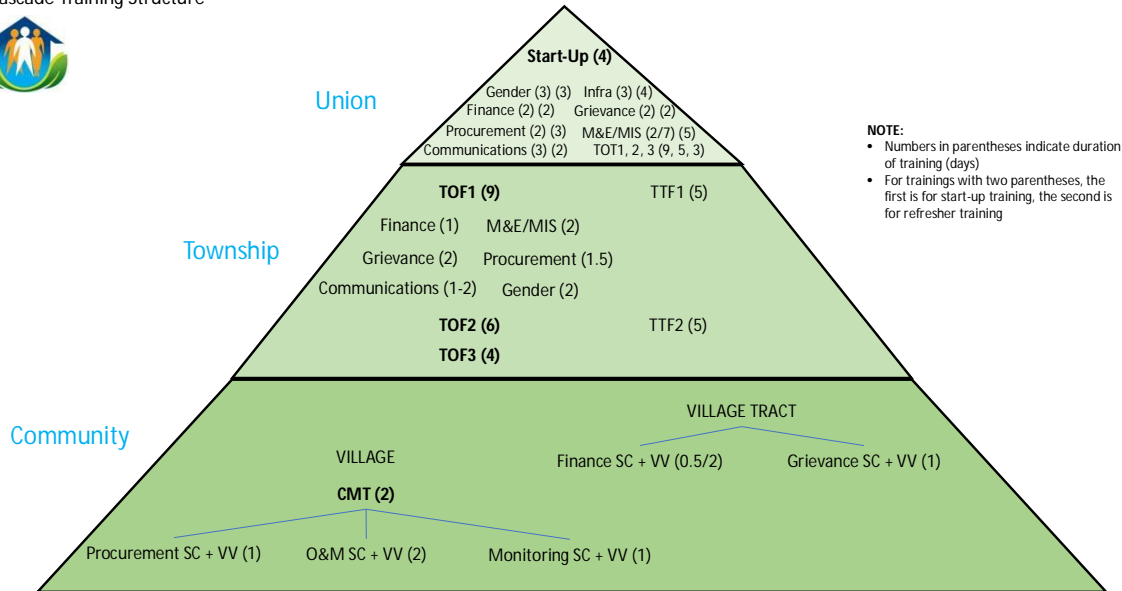 Training Structure
Start-Up (4)
Union
Gender (3) (3) Infra (3) (4)
Finance (2) (2) Grievance (2) (2)
Procurement (2) (3) M&E/MIS (2/7) (5)
Communications (3) (2) TOT1, 2, 3 (9, 5, 3)
NOTE:
• Numbers in parentheses indicate duration
of training (days)
• For trainings with two parentheses, the
first is for start-up training, the second is
for refresher training
Township
TOF1 (9) TTF1 (5)
Finance (1) M&E/MIS (2)
Grievance (2) Procurement (1.5)
Communications (1-2) Gender (2)
TOF2 (6) TTF2 (5)
TOF3 (4)
Community
VILLAGE TRACT
Finance SC + VV (0.5/2) Grievance SC + VV (1)
VILLAGE
CMT (2)
Procurement SC + VV (1) O&M SC + VV (2) Monitoring SC + VV (1)